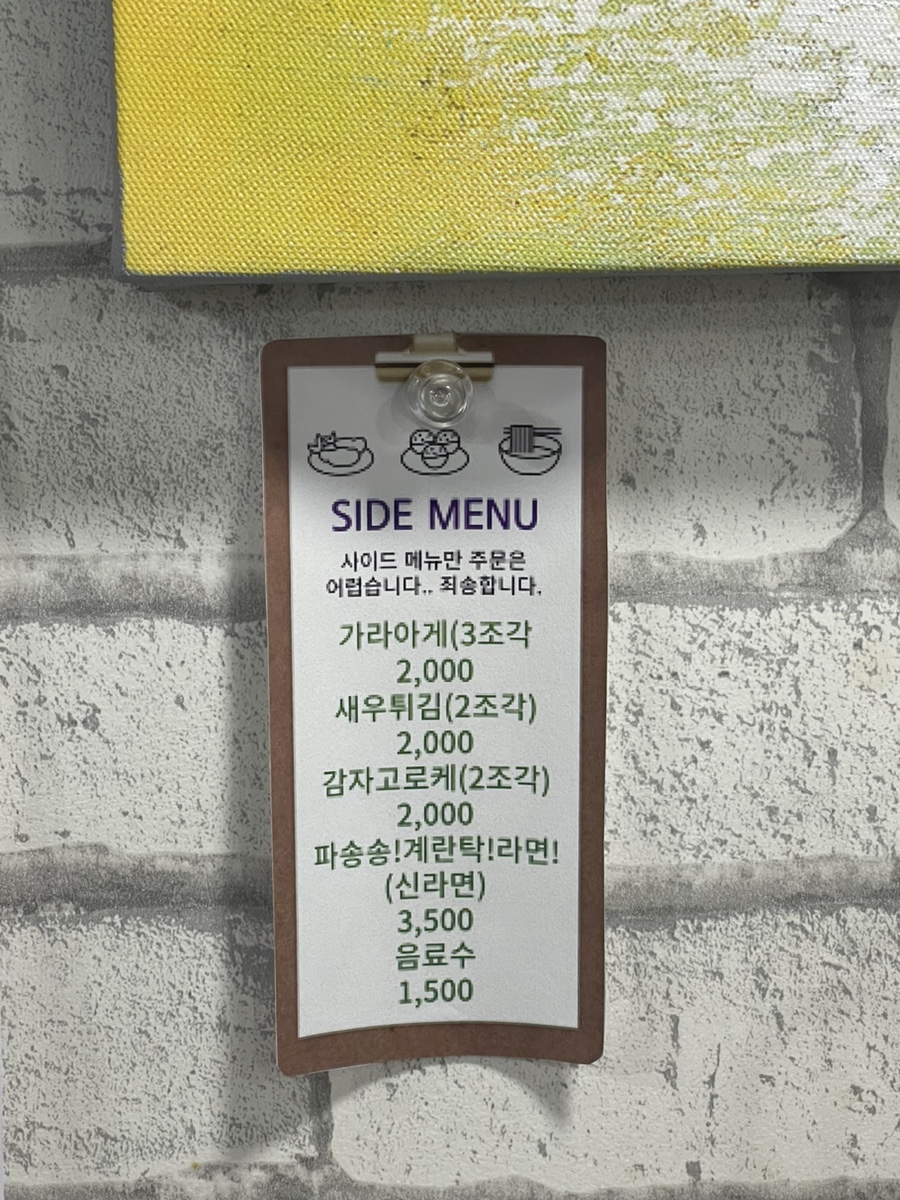 SIDE MENU
사이드 메뉴만 주문은
어렵습니다.. 죄송합니다.
가라아게(3조각
2,000
새우튀김(2조각)
2,000
감자고로케(2조각)
2,000
파송송!계란탁!라면!
(신라면)
3,500
음료수
1,500